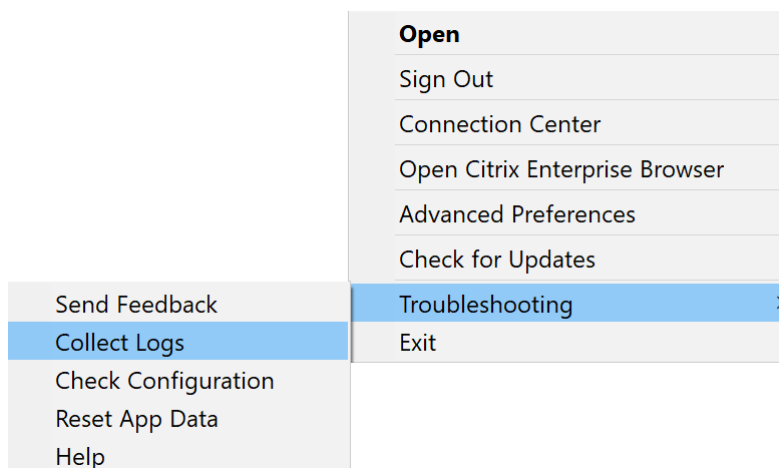 Open
Sign Out
Connection Center
Open Citrix Enterprise Browser
Advanced Preferences
Check for Updates
Troubleshooting
Exit
Send Feedback
Collect Logs
Check Configuration
Reset App Data
Help